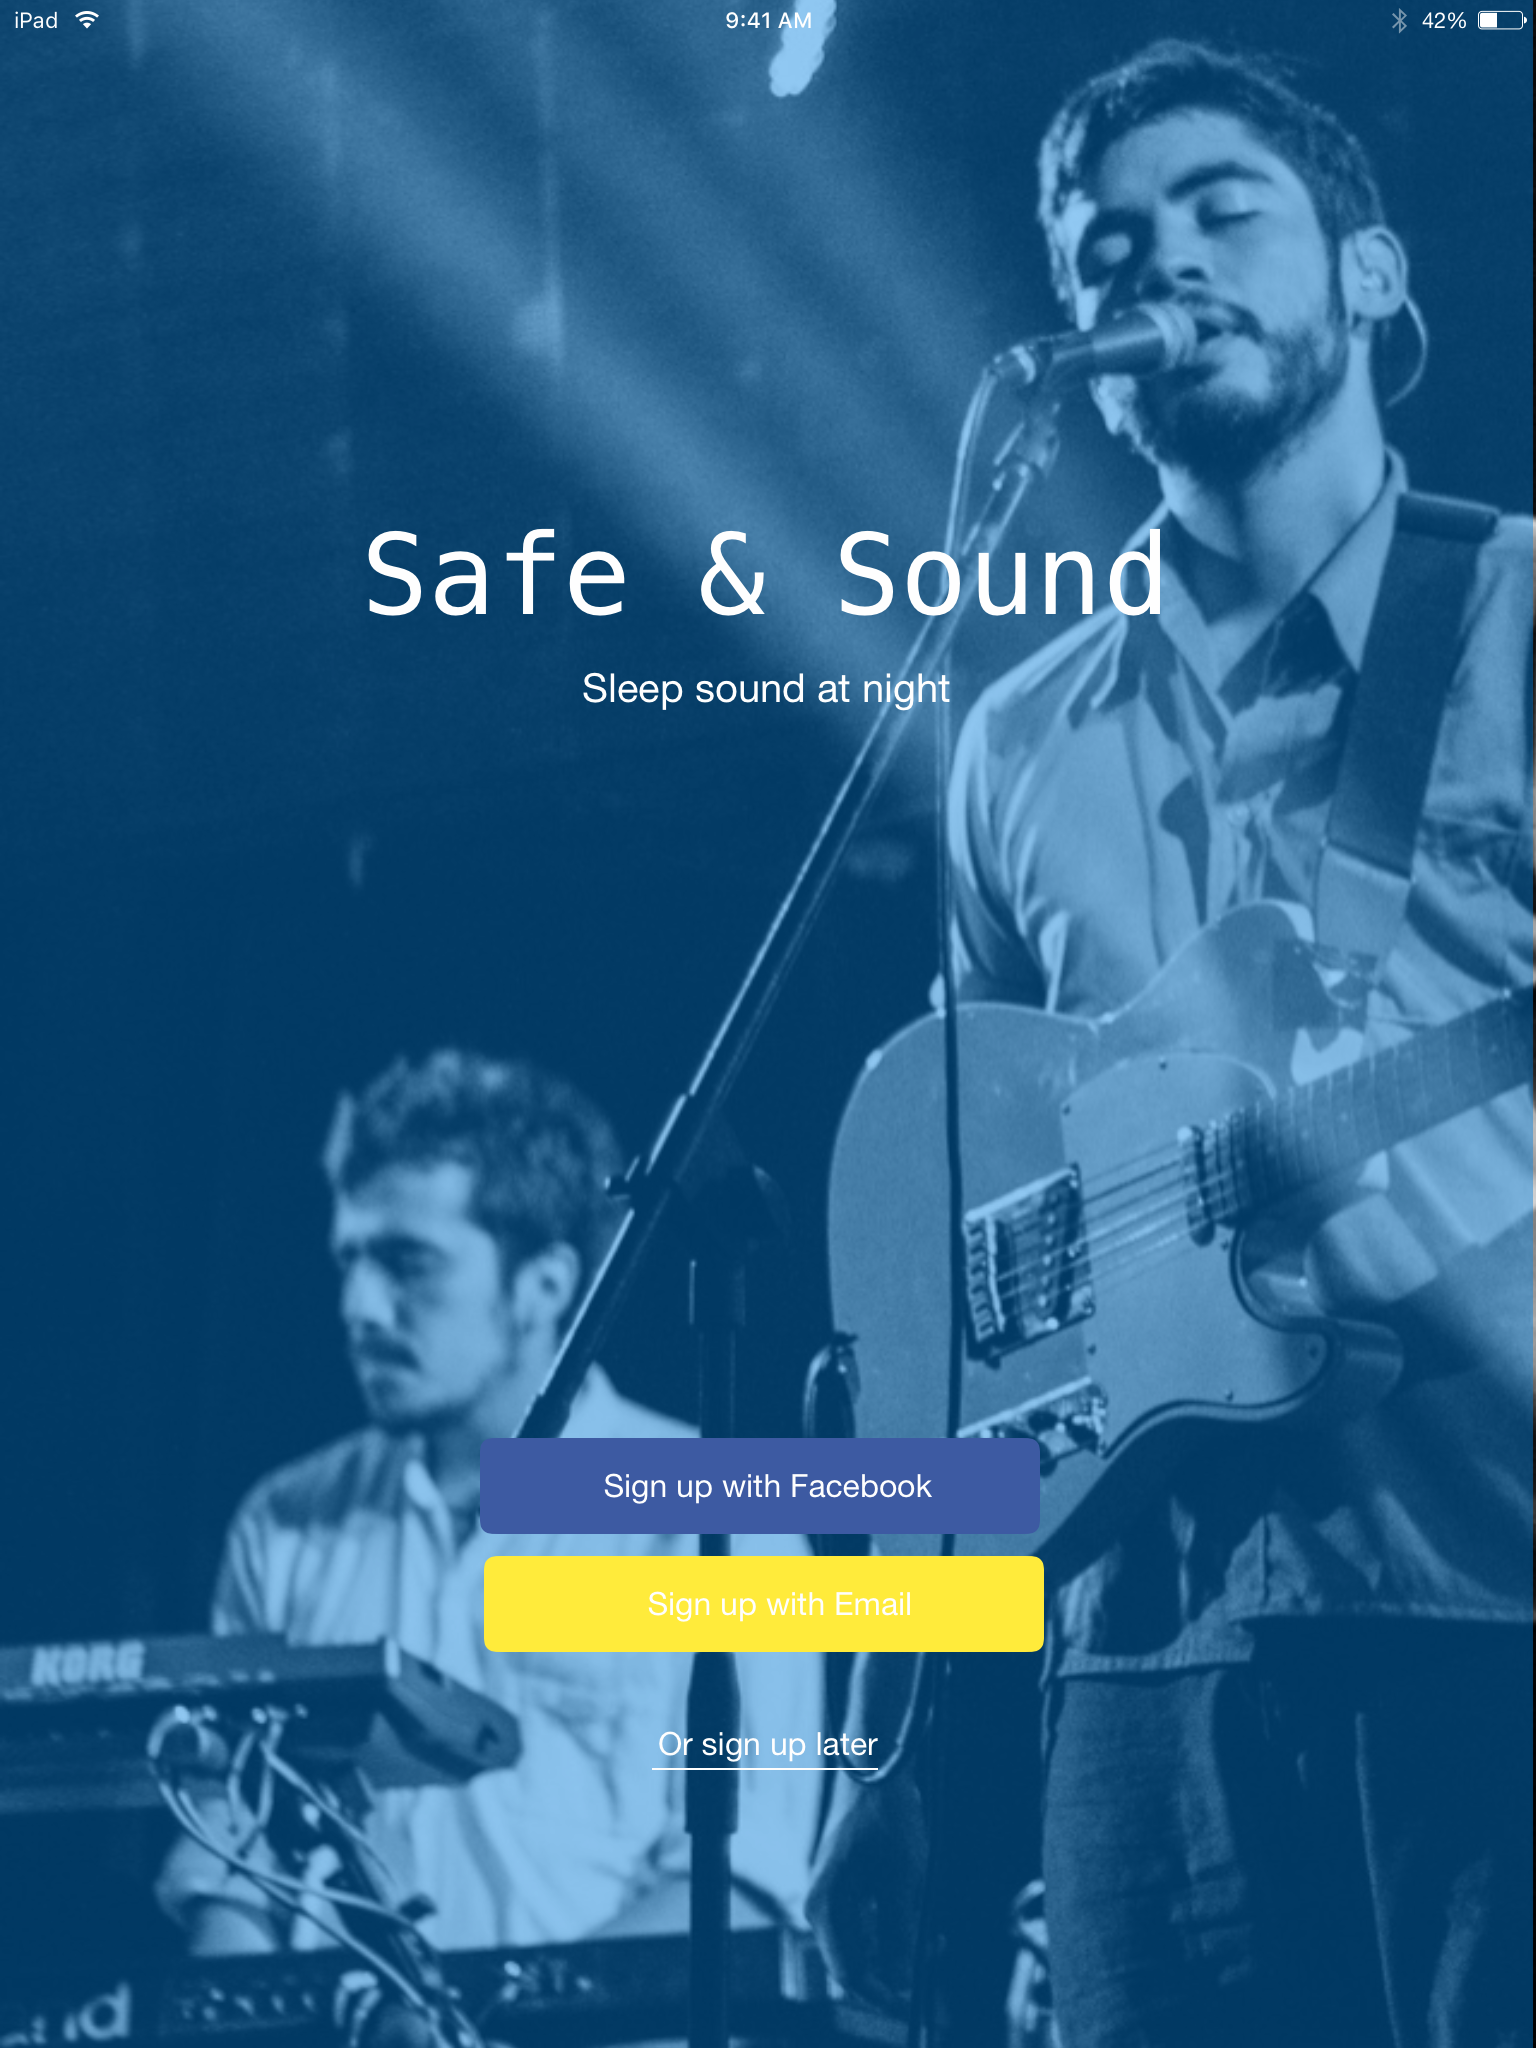 iPad
9:41 AM
42%
Safe & Sound
Sleep sound at night
Sign up with Facebook
Sign up with Email
Or sign up later
KORG